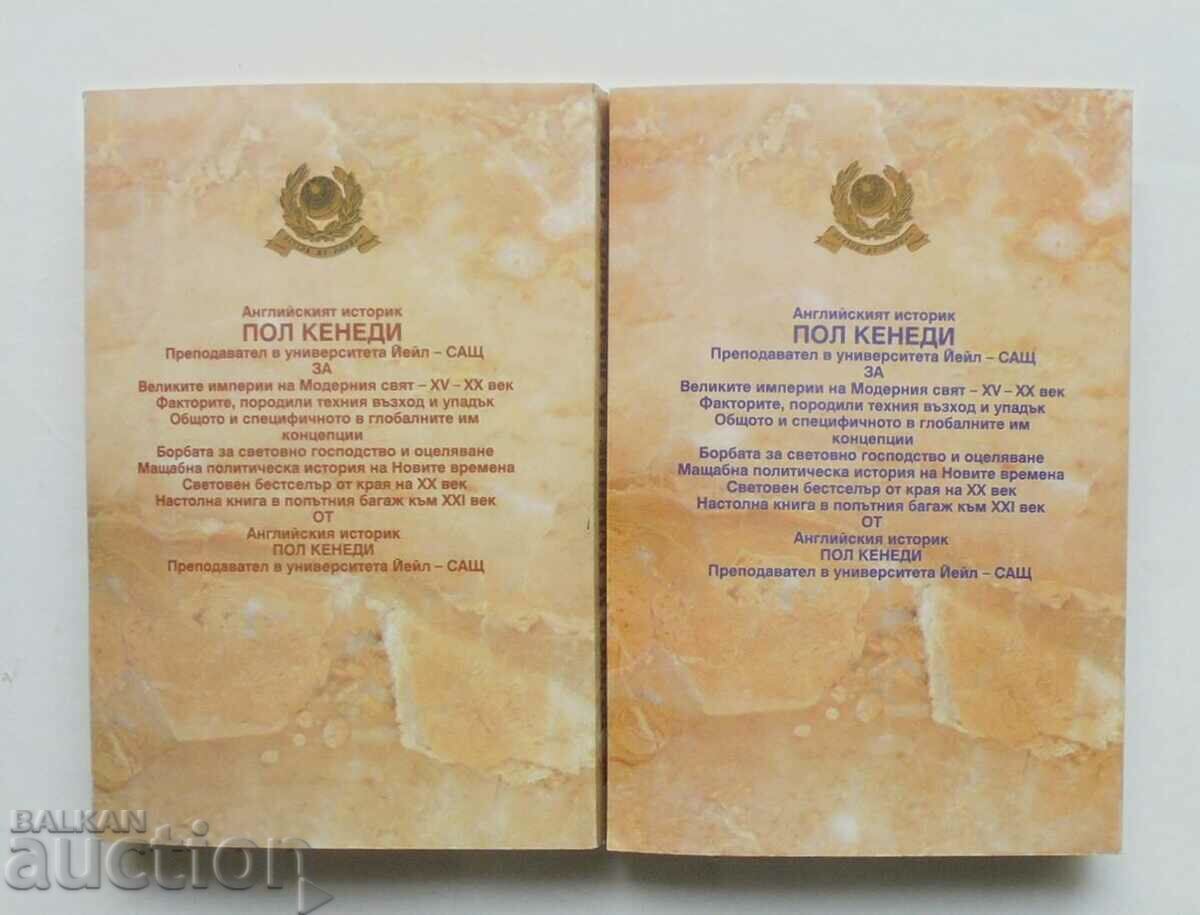 Английският историк
ПОЛ КЕНЕДИ
Преподавател в университета Йейл – САЩ
ЗА
Великите империи на Модерния свят – XV – XX век
Факторите, породили техния възход и упадък
Общото и специфичното в глобалните им
концепции
Борбата за световно господство и оцеляване
Мащабна политическа история на Новите времена
Световен бестселър от края на XX век
Настолна книга в попътния багаж към XXI век
ОТ
Английския историк
ПОЛ КЕНЕДИ
Преподавател в университета Йейл – САЩ
Английският историк
ПОЛ КЕНЕДИ
Преподавател в университета Йейл – САЩ
ЗА
Великите империи на Модерния свят – XV – XX век
Факторите, породили техния възход и упадък
Общото и специфичното в глобалните им
концепции
Борбата за световно господство и оцеляване
Мащабна политическа история на Новите времена
Световен бестселър от края на XX век
Настолна книга в попътния багаж към XXI век
ОТ
Английския историк
ПОЛ КЕНЕДИ
Преподавател в университета Йейл – САЩ
BALKAN
auction